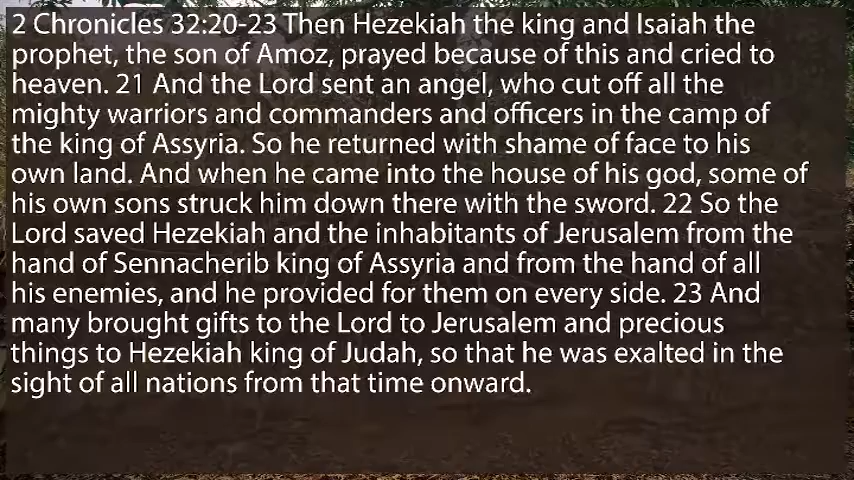 2 Chronicles 32:20-23 Then Hezekiah the king and Isaiah the
prophet, the son of Amoz, prayed because of this and cried to
heaven. 21 And the Lord sent an angel, who cut off all the
mighty warriors and commanders and officers in the camp of
the king of Assyria. So he returned with shame of face to his
own land. And when he came into the house of his god, some of
his own sons struck him down there with the sword. 22 So the
Lord saved Hezekiah and the inhabitants of Jerusalem from the
hand of Sennacherib king of Assyria and from the hand of all
his enemies, and he provided for them on every side. 23 And
many brought gifts to the Lord to Jerusalem and precious
things to Hezekiah king of Judah, so that he was exalted in the
sight of all nations from that time onward.